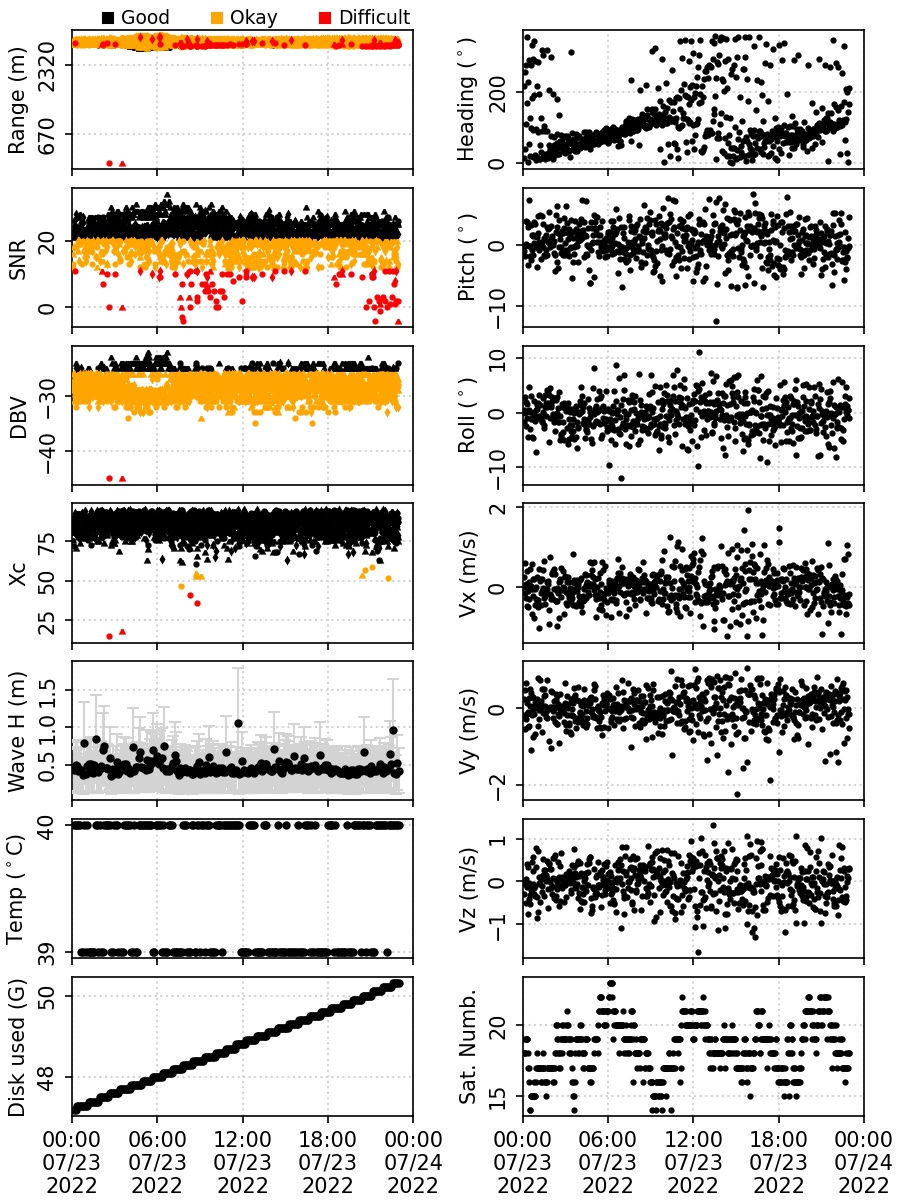 Good Okay Difficult
Range (m)
2320
670
Heading (°)
200
0
SNR
20
0
Pitch (°)
0
−10
DBV
−30
−40
Roll (°)
10
0
−10
Xc
75
50
25
Vx (m/s)
2
0
Wave H (m)
1.5
1.0
0.5
Vy (m/s)
0
−2
Temp (°C)
40
39
Vz (m/s)
1
0
−1
Disk used (G)
50
48
Sat. Numb.
20
15
00:00 06:00 12:00 18:00 00:00
07/23 07/23 07/23 07/23 07/24
2022 2022 2022 2022 2022
00:00 06:00 12:00 18:00 00:00
07/23 07/23 07/23 07/23 07/24
2022 2022 2022 2022 2022